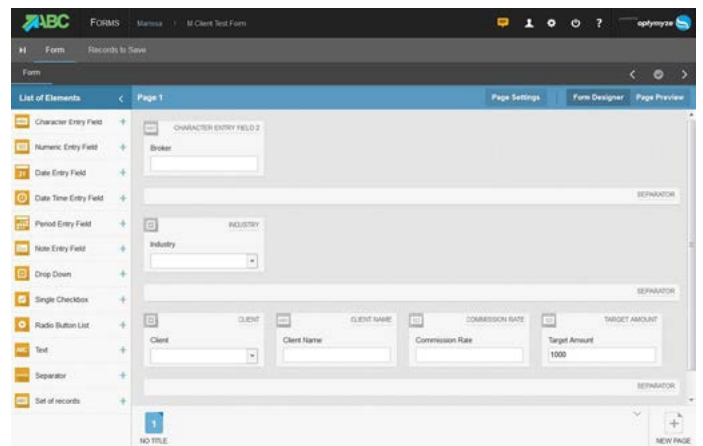 ABC FORMS Marissa M Client Test Form ? optymyze
Form Records to Save
Form
List of Elements Page 1 Page Settings Form Designer Page Preview
Character Entry Field
CHARACTER ENTRY FIELD 2
Broker
Numeric Entry Field
Date Entry Field
Date Time Entry Field
SEPARATOR
Period Entry Field
INDUSTRY
Note Entry Field
Industry
Drop Down
Single Checkbox
SEPARATOR
Radio Button List
CLIENT CLIENT NAME COMMISSION RATE TARGET AMOUNT
Client Client Name Commission Rate Target Amount
Text
1000
Separator
SEPARATOR
Set of records
1
NO TITLE NEW PAGE